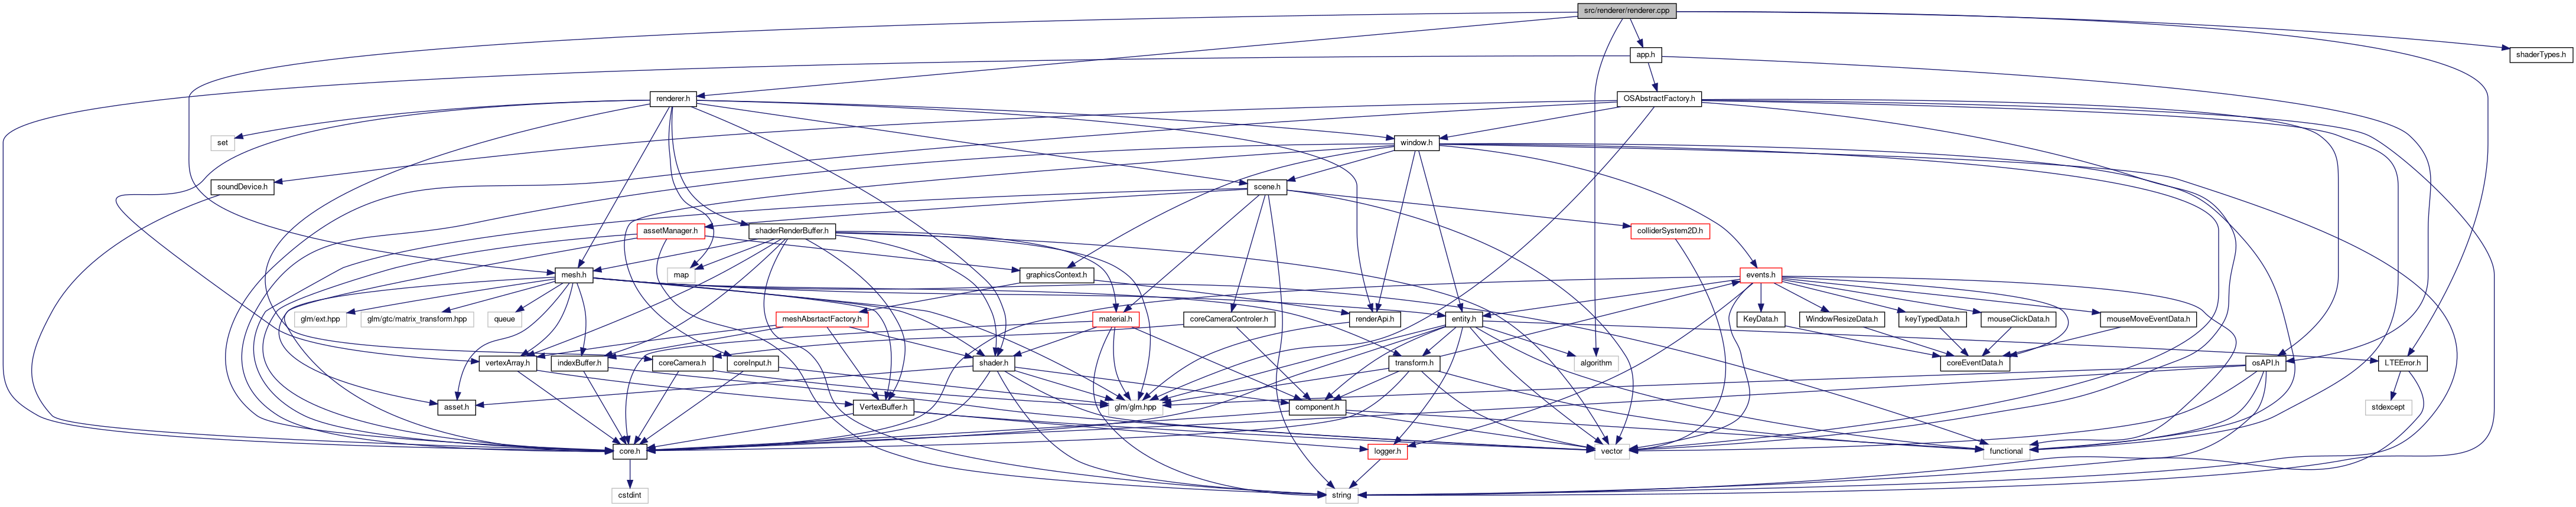 src/renderer/renderer.cpp
app.h
shaderTypes.h
renderer.h
OSAbstractFactory.h
set
window.h
soundDevice.h
scene.h
assetManager.h
shaderRenderBuffer.h
colliderSystem2D.h
mesh.h
map
graphicsContext.h
events.h
glm/ext.hpp
glm/gtc/matrix_transform.hpp
queue
meshAbsrtactFactory.h
material.h
coreCameraControler.h
renderApi.h
entity.h
KeyData.h
WindowResizeData.h
keyTypedData.h
mouseClickData.h
mouseMoveEventData.h
vertexArray.h
indexBuffer.h
coreCamera.h
coreInput.h
shader.h
transform.h
algorithm
coreEventData.h
osAPI.h
LTEError.h
asset.h
VertexBuffer.h
glm/glm.hpp
component.h
stdexcept
core.h
logger.h
vector
functional
cstdint
string